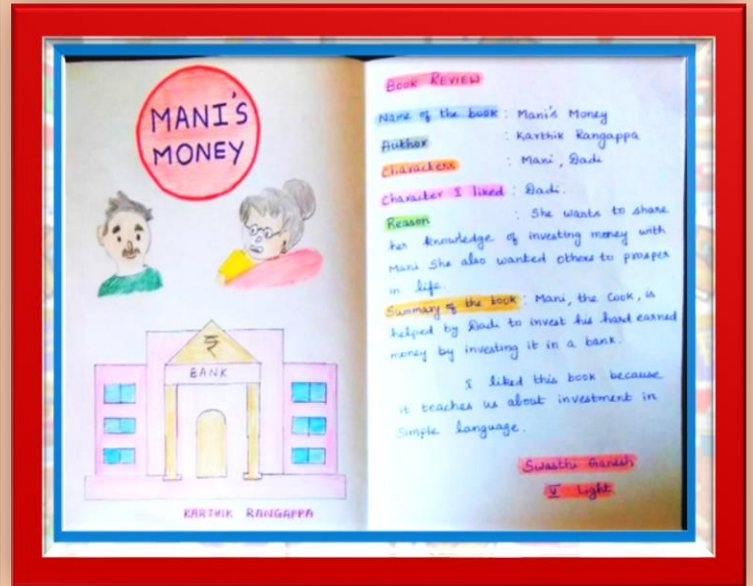 MANI'S
MONEY
₹
BANK
KARTHIK RANGAPPA
BOOK REVIEW
Name of the book : Mani's Money
Author : Karthik Rangappa
Characters : Mani, Dadi
Character I liked : Dadi.
Reason : She wants to share
her knowledge of investing money with
Mani. She also wanted others to prosper
in life.
Summary of the book : Mani, the Cook, is
helped by Dadi to invest his hard earned
money by investing it in a bank.
I liked this book because
it teaches us about investment in
Simple language.
Swasthi Ganesh
V Light